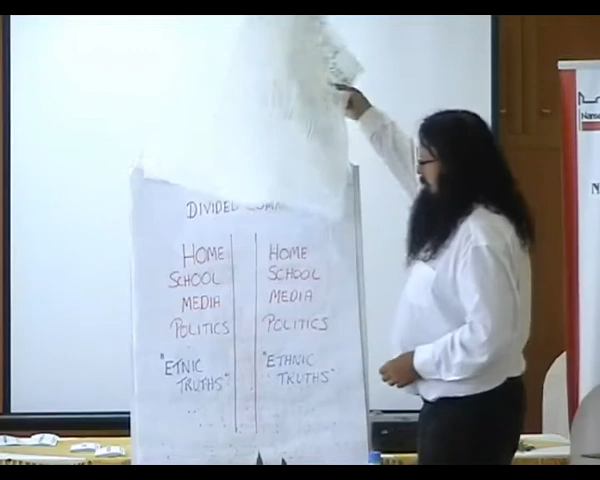 DIVIDED
HOME HOME
SCHOOL SCHOOL
MEDIA MEDIA
POLITICS POLITICS
"ETNIC "ETHNIC
TRUTHS" TRUTHS"